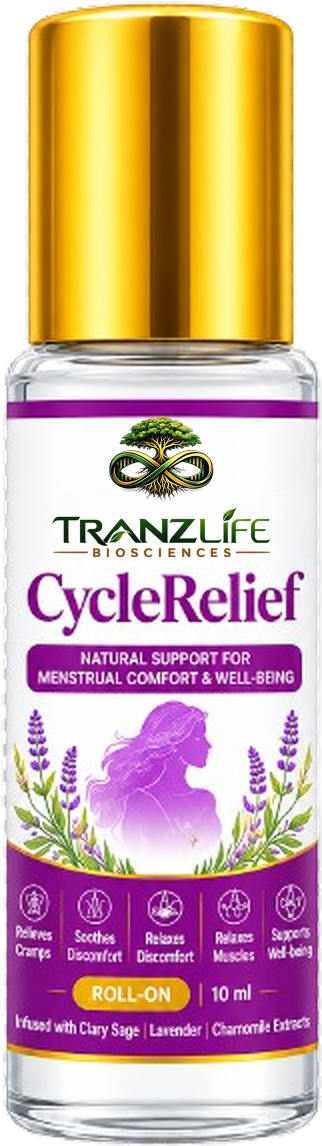 TRANZLIFE
BIOSCIENCES
CycleRelief
NATURAL SUPPORT FOR
MENSTRUAL COMFORT & WELL-BEING
Relieves Cramps
Soothes Discomfort
Relaxes Discomfort
Relaxes Muscles
Supports Well-being
ROLL-ON | 10 ml
Infused with Clary Sage | Lavender | Chamomile Extracts